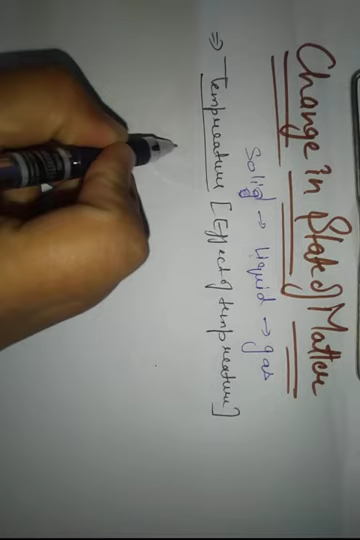 Change in State of Matter
Solid → Liquid → gas
⇒ Temperature [Effect of temperature]